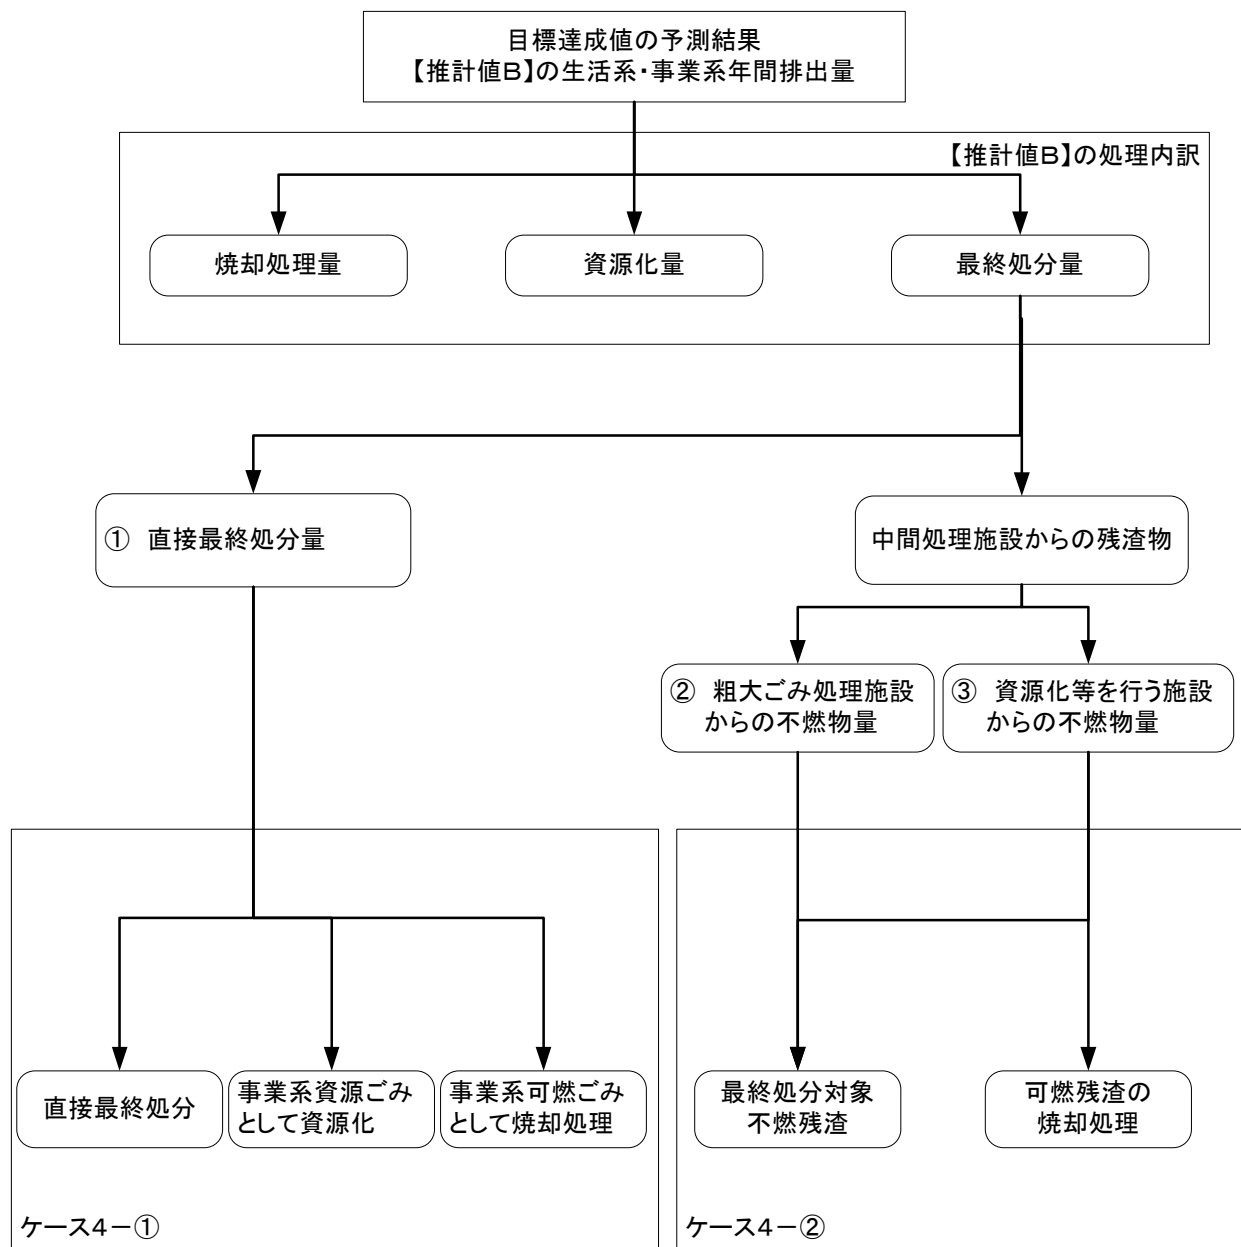 目標達成値の予測結果
【推計値B】の生活系・事業系年間排出量
【推計値B】の処理内訳
焼却処理量
資源化量
最終処分量
① 直接最終処分量
中間処理施設からの残渣物
② 粗大ごみ処理施設
からの不燃物量
③ 資源化等を行う施設
からの不燃物量
直接最終処分
事業系資源ごみ
として資源化
事業系可燃ごみ
として焼却処理
ケース4-①
最終処分対象
不燃残渣
可燃残渣の
焼却処理
ケース4-②